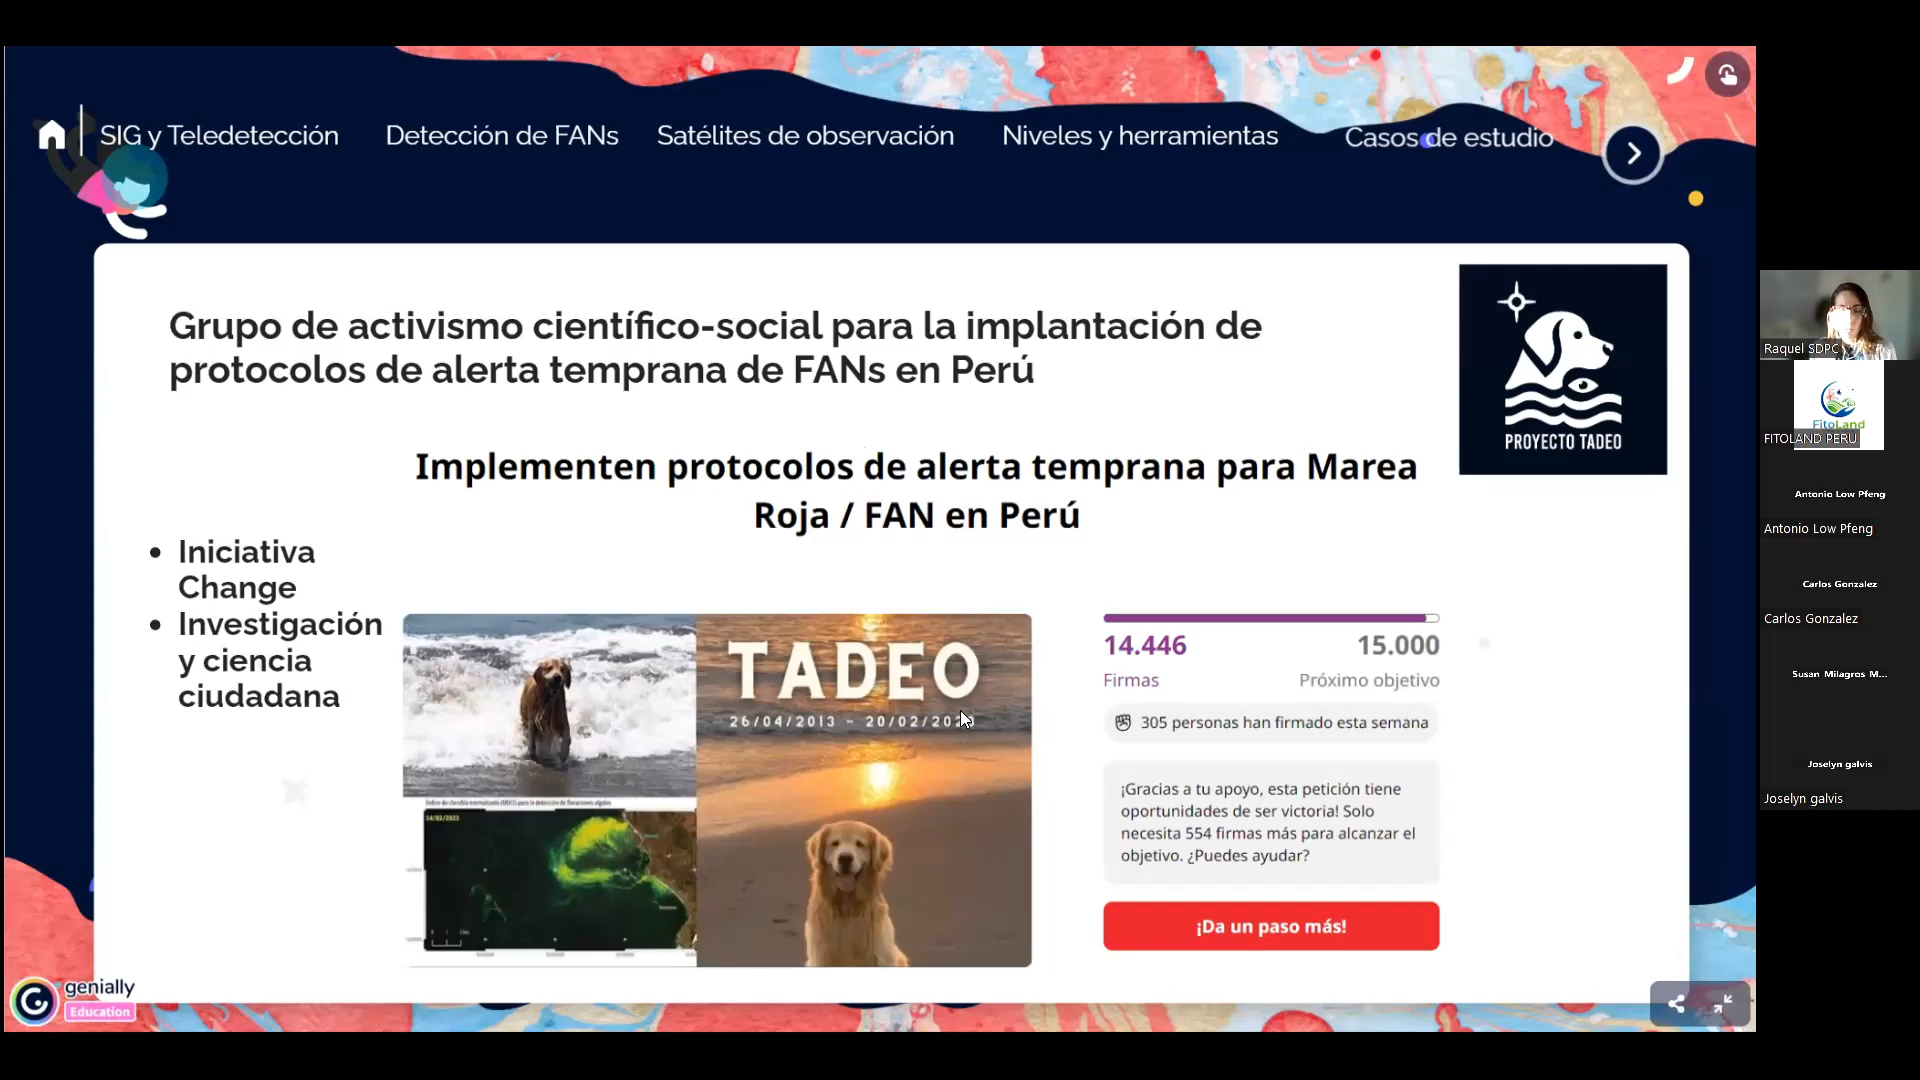 SIG y Teledetección
Detección de FANs
Satélites de observación
Niveles y herramientas
Casos de estudio
Grupo de activismo científico-social para la implantación de
protocolos de alerta temprana de FANs en Perú
PROYECTO TADEO
Implementen protocolos de alerta temprana para Marea
Roja / FAN en Perú
Iniciativa
Change
Investigación
y ciencia
ciudadana
TADEO
26/04/2013 – 20/02/20
14.446
15.000
Firmas
Próximo objetivo
305 personas han firmado esta semana
¡Gracias a tu apoyo, esta petición tiene
oportunidades de ser victoria! Solo
necesita 554 firmas más para alcanzar el
objetivo. ¿Puedes ayudar?
¡Da un paso más!
genially
Education
Raquel SDPC
FitoLand
FITOLAND PERU
Antonio Low Pfeng
Antonio Low Pfeng
Carlos Gonzalez
Carlos Gonzalez
Susan Milagros M...
Joselyn galvis
Joselyn galvis